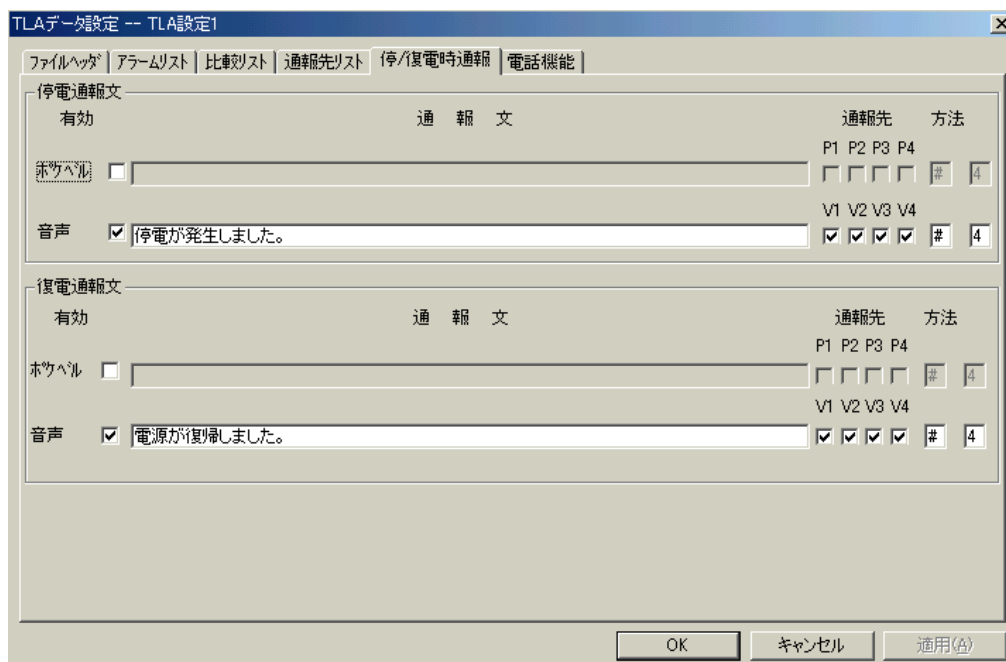 TLAデータ設定 -- TLA設定1
ファイルヘッダ アラームリスト 比較リスト 通報先リスト 停/復電時通報 電話機能
停電通報文
有効 通 報 文 通報先 方法
P1 P2 P3 P4
ポケベル # 4
V1 V2 V3 V4
音声 停電が発生しました。 # 4
復電通報文
有効 通 報 文 通報先 方法
P1 P2 P3 P4
ポケベル # 4
V1 V2 V3 V4
音声 電源が復帰しました。 # 4
OK キャンセル 適用(A)